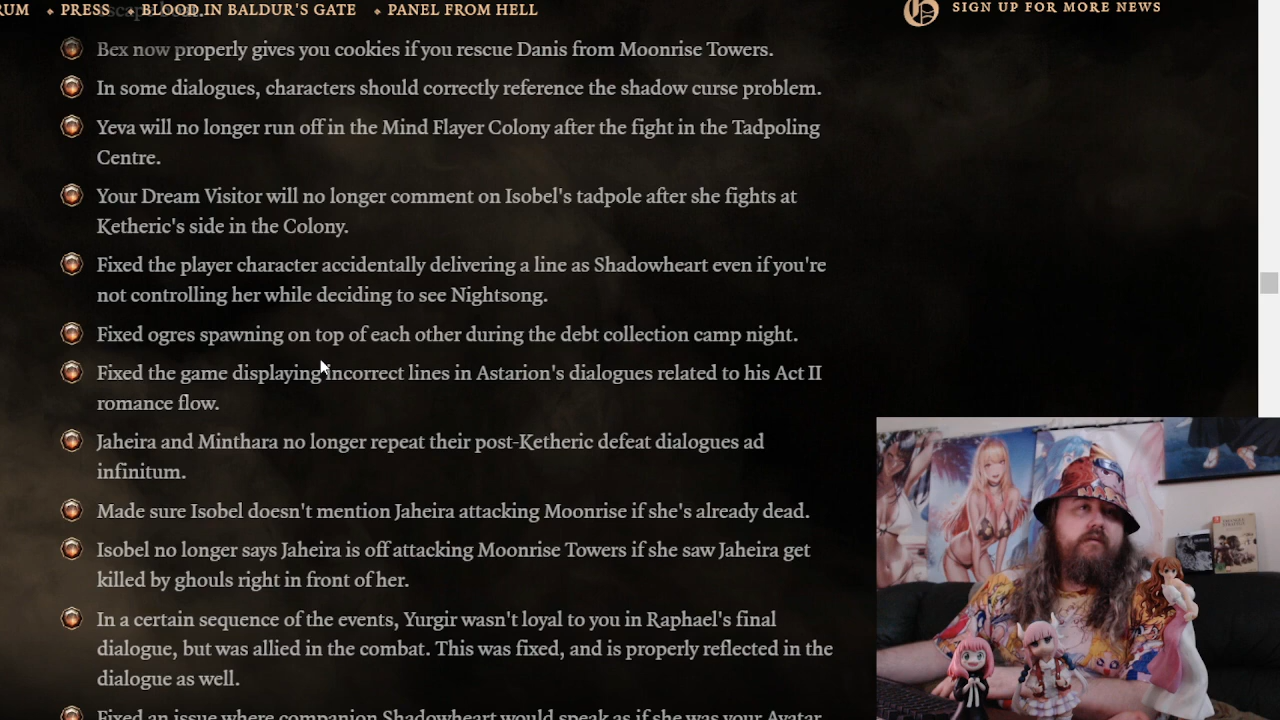 RUM PRESS BLOOD IN BALDUR'S GATE PANEL FROM HELL SIGN UP FOR MORE NEWS
Bex now properly gives you cookies if you rescue Danis from Moonrise Towers.
In some dialogues, characters should correctly reference the shadow curse problem.
Yeva will no longer run off in the Mind Flayer Colony after the fight in the Tadpoling
Centre.
Your Dream Visitor will no longer comment on Isobel's tadpole after she fights at
Ketheric's side in the Colony.
Fixed the player character accidentally delivering a line as Shadowheart even if you're
not controlling her while deciding to see Nightsong.
Fixed ogres spawning on top of each other during the debt collection camp night.
Fixed the game displaying incorrect lines in Astarion's dialogues related to his Act II
romance flow.
Jaheira and Minthara no longer repeat their post-Ketheric defeat dialogues ad
infinitum.
Made sure Isobel doesn't mention Jaheira attacking Moonrise if she's already dead.
Isobel no longer says Jaheira is off attacking Moonrise Towers if she saw Jaheira get
killed by ghouls right in front of her.
In a certain sequence of the events, Yurgir wasn't loyal to you in Raphael's final
dialogue, but was allied in the combat. This was fixed, and is properly reflected in the
dialogue as well.
Fixed an issue where companion Shadowheart would speak as if she was your Avatar